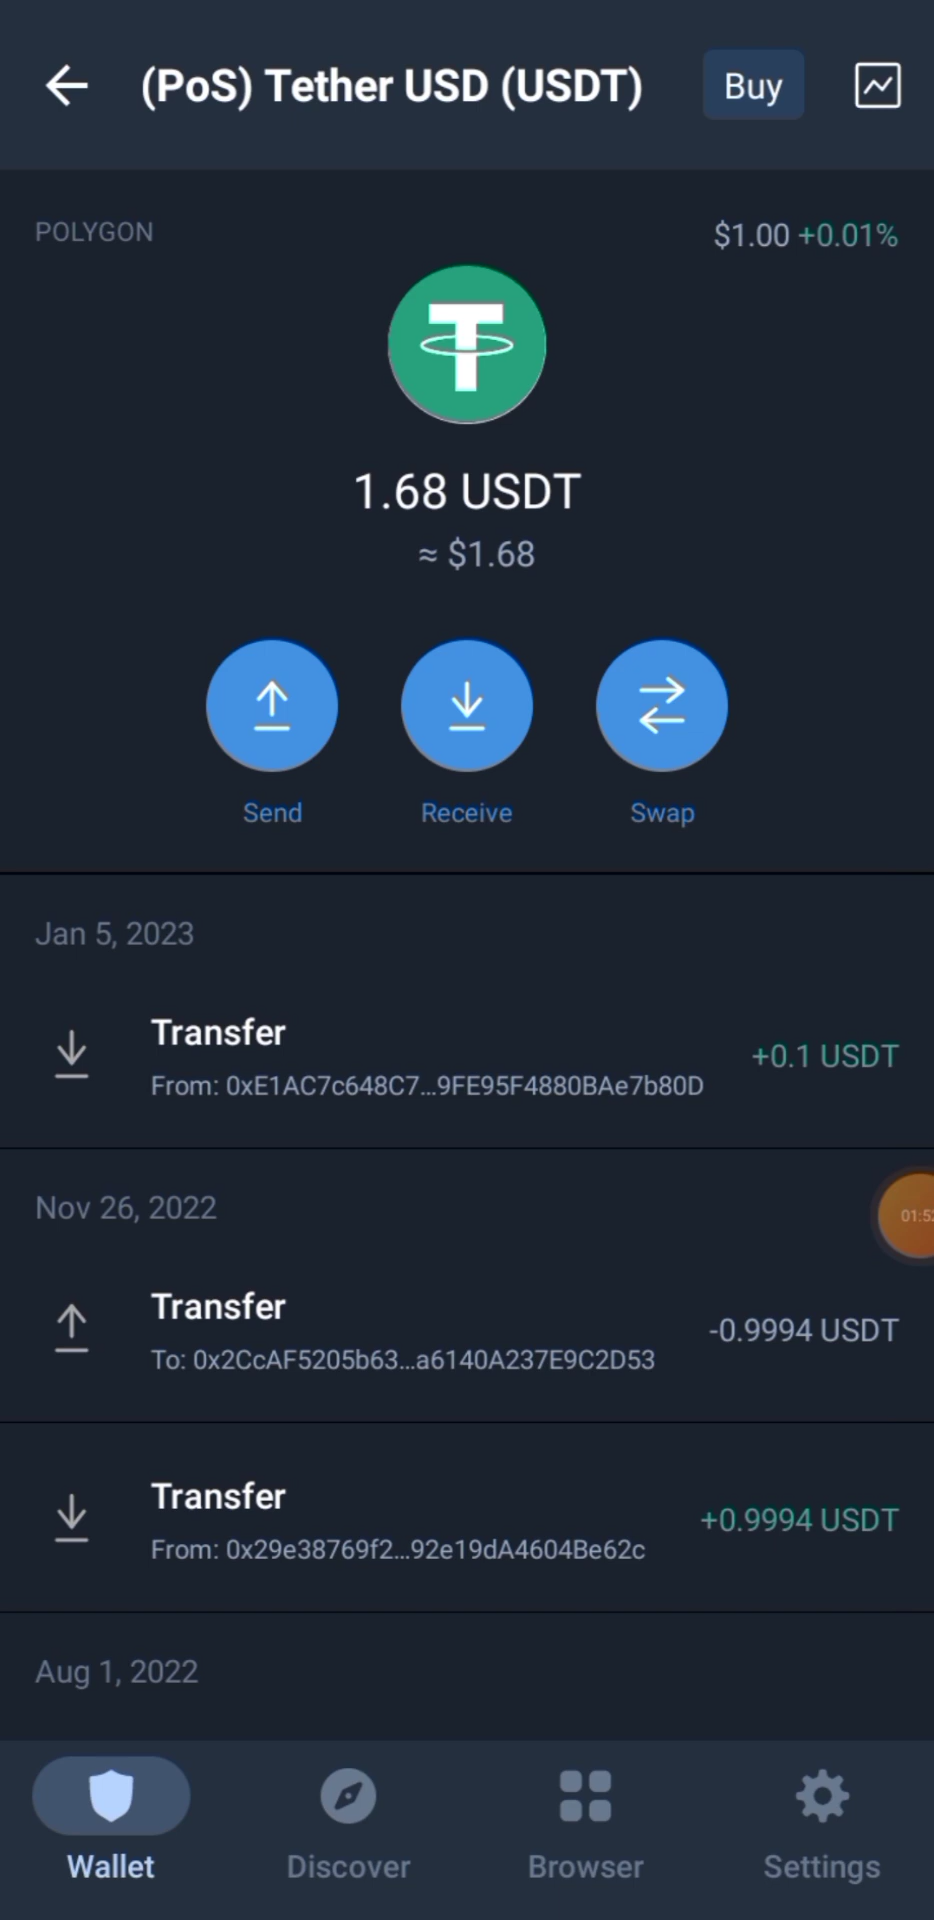 (PoS) Tether USD (USDT)
Buy
POLYGON
$1.00 +0.01%
1.68 USDT
≈ $1.68
Send
Receive
Swap
Jan 5, 2023
Transfer
+0.1 USDT
From: 0xE1AC7c648C7...9FE95F4880BAe7b80D
Nov 26, 2022
01:5
Transfer
-0.9994 USDT
To: 0x2CcAF5205b63...a6140A237E9C2D53
Transfer
+0.9994 USDT
From: 0x29e38769f2...92e19dA4604Be62c
Aug 1, 2022
Wallet
Discover
Browser
Settings